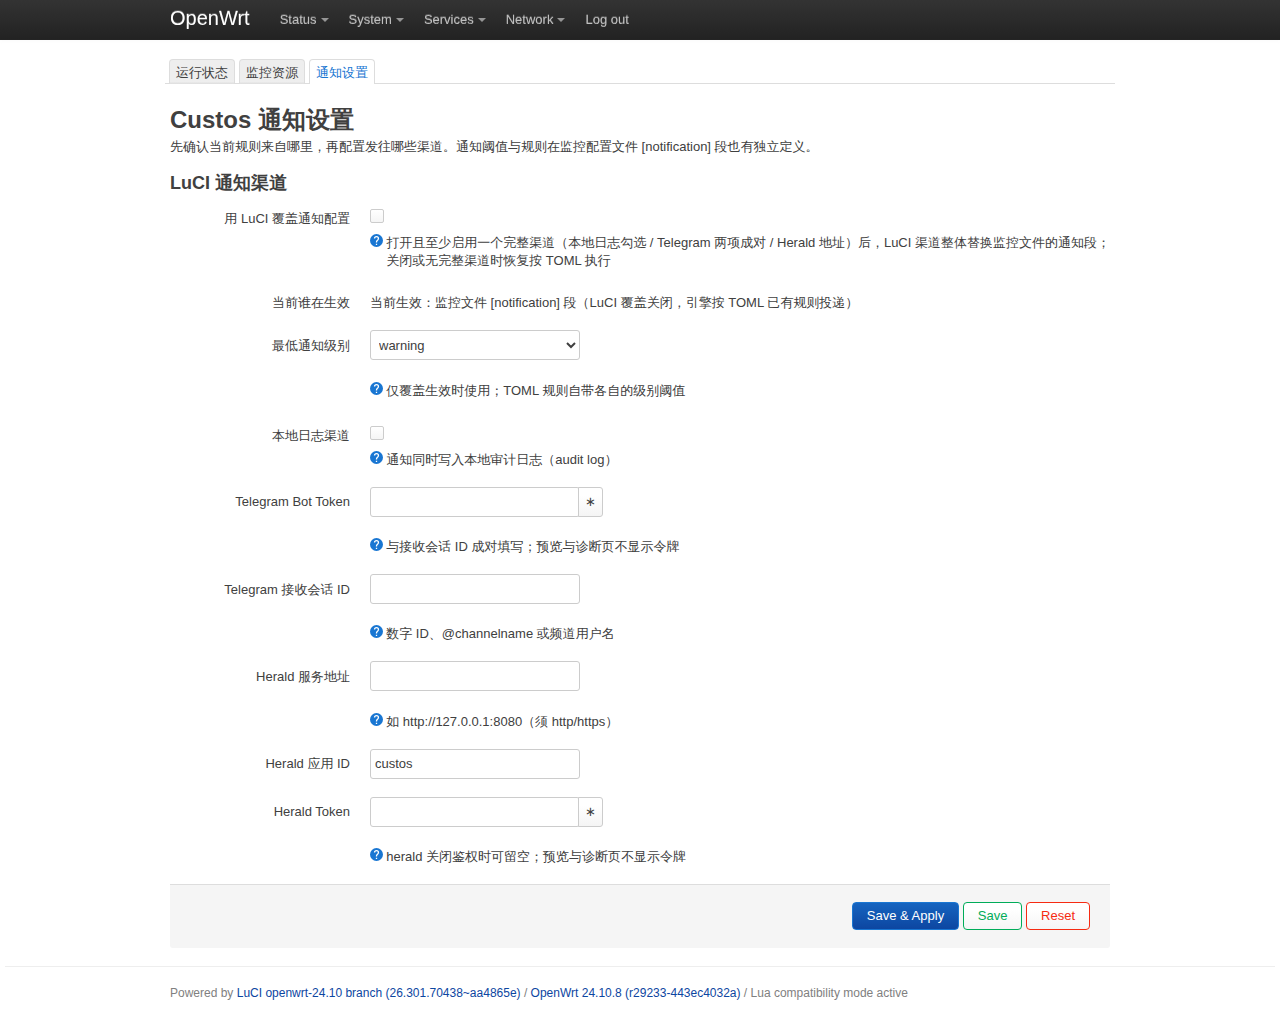 OpenWrt Status System Services Network Log out
运行状态 监控资源 通知设置
Custos 通知设置
先确认当前规则来自哪里，再配置发往哪些渠道。通知阈值与规则在监控配置文件 [notification] 段也有独立定义。
LuCI 通知渠道
用 LuCI 覆盖通知配置
打开且至少启用一个完整渠道（本地日志勾选 / Telegram 两项成对 / Herald 地址）后，LuCI 渠道整体替换监控文件的通知段；
关闭或无完整渠道时恢复按 TOML 执行
当前谁在生效 当前生效：监控文件 [notification] 段（LuCI 覆盖关闭，引擎按 TOML 已有规则投递）
最低通知级别 warning
仅覆盖生效时使用；TOML 规则自带各自的级别阈值
本地日志渠道
通知同时写入本地审计日志（audit log）
Telegram Bot Token ∗
与接收会话 ID 成对填写；预览与诊断页不显示令牌
Telegram 接收会话 ID
数字 ID、@channelname 或频道用户名
Herald 服务地址
如 http://127.0.0.1:8080（须 http/https）
Herald 应用 ID custos
Herald Token ∗
herald 关闭鉴权时可留空；预览与诊断页不显示令牌
Save & Apply Save Reset
Powered by LuCI openwrt-24.10 branch (26.301.70438~aa4865e) / OpenWrt 24.10.8 (r29233-443ec4032a) / Lua compatibility mode active